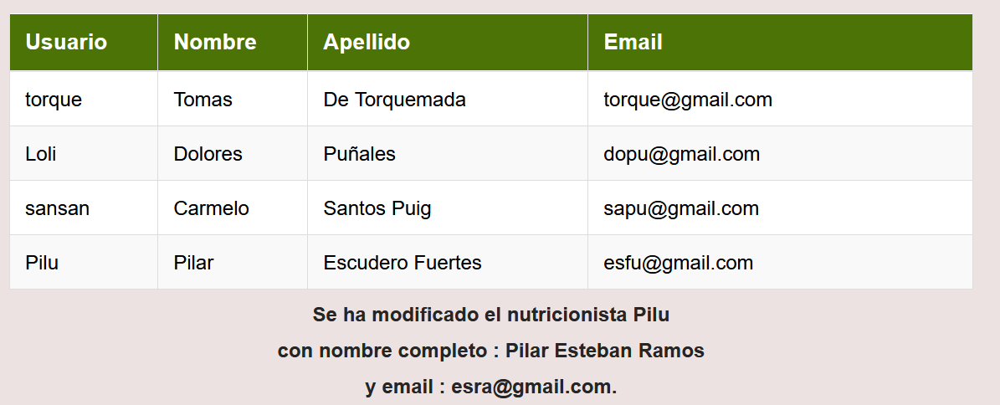 Usuario Nombre Apellido Email
torque Tomas De Torquemada torque@gmail.com
Loli Dolores Puñales dopu@gmail.com
sansan Carmelo Santos Puig sapu@gmail.com
Pilu Pilar Escudero Fuertes esfu@gmail.com
Se ha modificado el nutricionista Pilu
con nombre completo : Pilar Esteban Ramos
y email : esra@gmail.com.